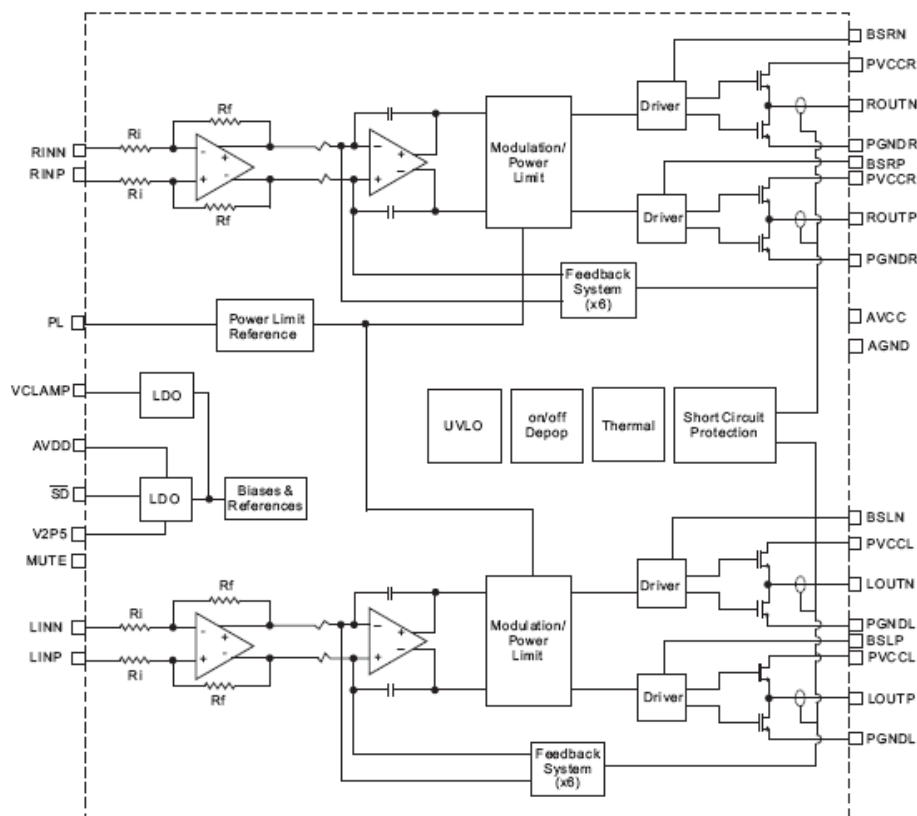 BSRN
PVCCR
Rf
Ri
Driver
ROUTN
RINN
-
+
+
-
-
+
+
-
Modulation/
Power
Limit
PGNDR
RINP
BSRP
Ri
PVCCR
Rf
Driver
ROUTP
Feedback
System
(x6)
PGNDR
PL
Power Limit
Reference
AVCC
AGND
VCLAMP
LDO
UVLO
on/off
Depop
Thermal
Short Circuit
Protection
AVDD
SD
LDO
Biases &
References
V2P5
BSLN
MUTE
PVCCL
Rf
Driver
LOUTN
Ri
LINN
-
+
+
-
-
+
+
-
Modulation/
Power
Limit
PGNDL
BSLP
LINP
PVCCL
Ri
Rf
Driver
LOUTP
PGNDL
Feedback
System
(x6)